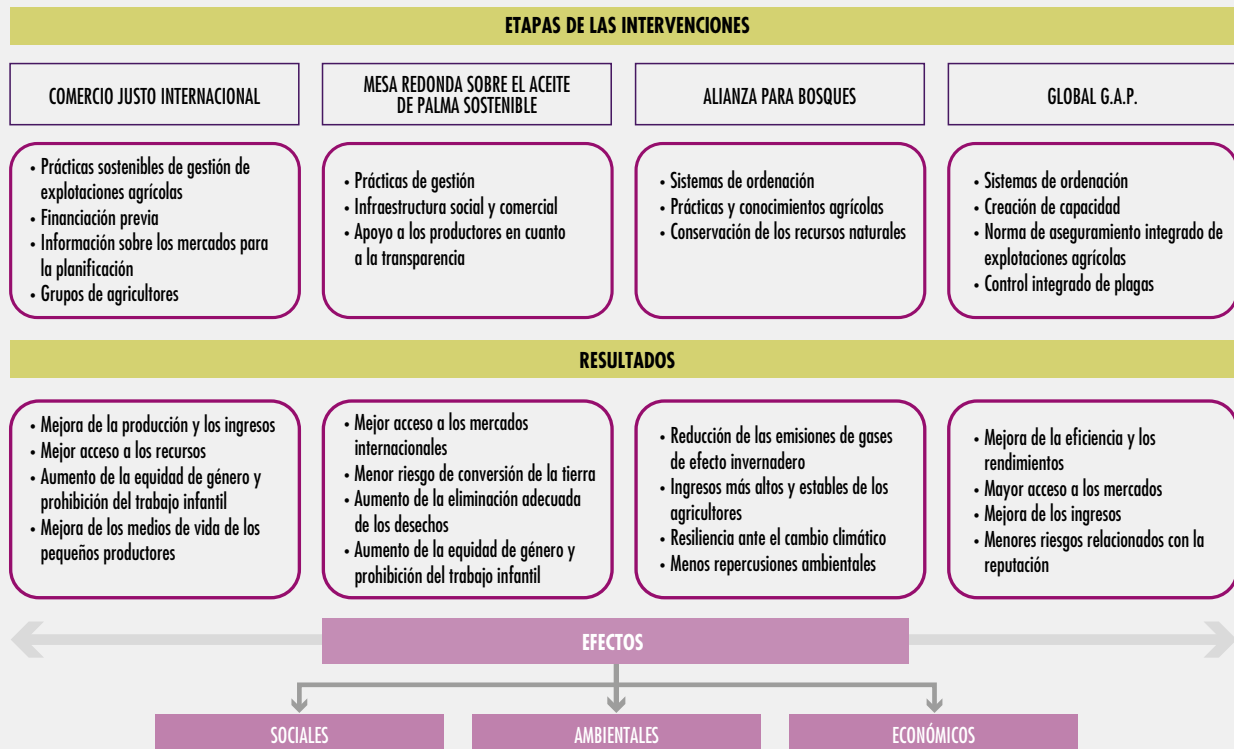 ETAPAS DE LAS INTERVENCIONES
COMERCIO JUSTO INTERNACIONAL
MESA REDONDA SOBRE EL ACEITE
DE PALMA SOSTENIBLE
ALIANZA PARA BOSQUES
GLOBAL G.A.P.
• Prácticas sostenibles de gestión de
explotaciones agrícolas
• Financiación previa
• Información sobre los mercados para
la planificación
• Grupos de agricultores
• Prácticas de gestión
• Infraestructura social y comercial
• Apoyo a los productores en cuanto
a la transparencia
• Sistemas de ordenación
• Prácticas y conocimientos agrícolas
• Conservación de los recursos naturales
• Sistemas de ordenación
• Creación de capacidad
• Norma de aseguramiento integrado de
explotaciones agrícolas
• Control integrado de plagas
RESULTADOS
• Mejora de la producción y los ingresos
• Mejor acceso a los recursos
• Aumento de la equidad de género y
prohibición del trabajo infantil
• Mejora de los medios de vida de los
pequeños productores
• Mejor acceso a los mercados
internacionales
• Menor riesgo de conversión de la tierra
• Aumento de la eliminación adecuada
de los desechos
• Aumento de la equidad de género y
prohibición del trabajo infantil
• Reducción de las emisiones de gases
de efecto invernadero
• Ingresos más altos y estables de los
agricultores
• Resiliencia ante el cambio climático
• Menos repercusiones ambientales
• Mejora de la eficiencia y los
rendimientos
• Mayor acceso a los mercados
• Mejora de los ingresos
• Menores riesgos relacionados con la
reputación
EFECTOS
SOCIALES
AMBIENTALES
ECONÓMICOS